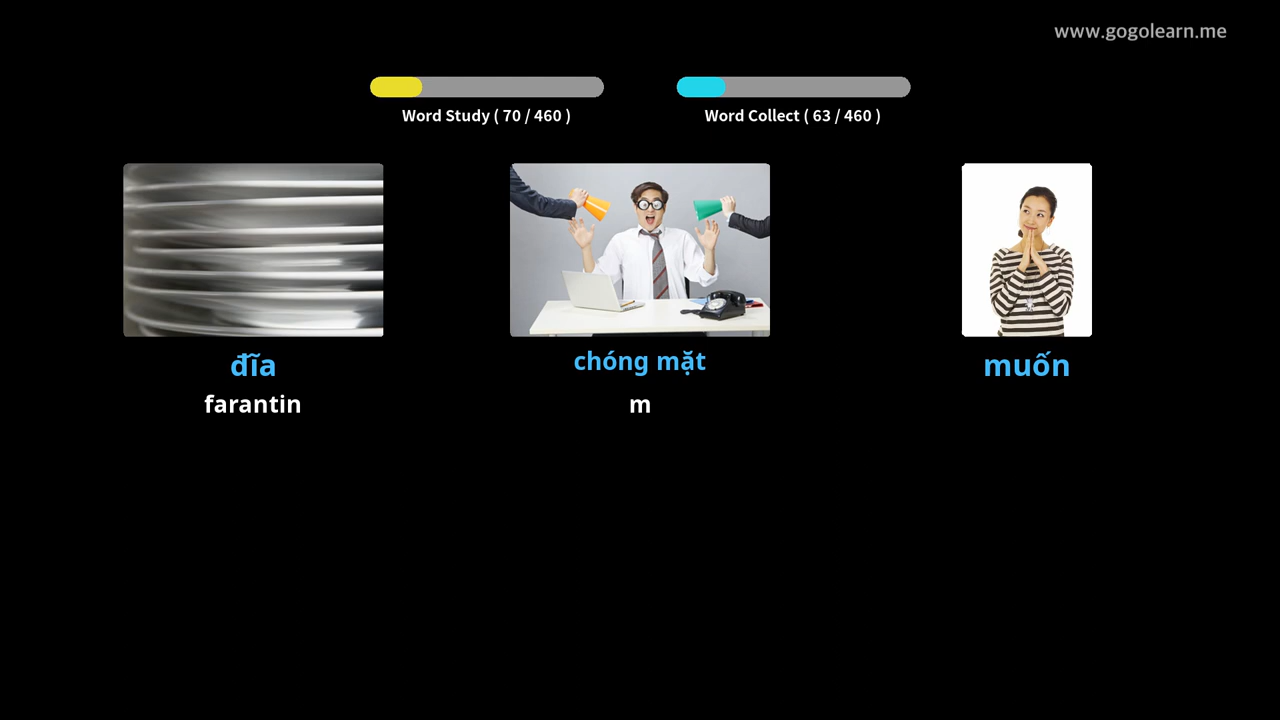 www.gogolearn.me
Word Study ( 70 / 460 )
Word Collect ( 63 / 460 )
đĩa
chóng mặt
muốn
farantin
m